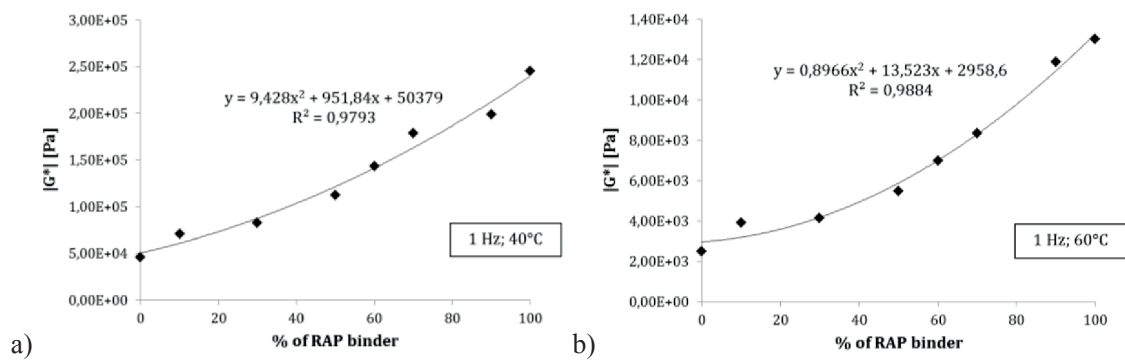 3,00E+05
2,50E+05
2,00E+05
1,50E+05
1,00E+05
5,00E+04
0,00E+00
|G*| [Pa]
y = 9,428x² + 951,84x + 50379
R² = 0,9793
1 Hz; 40°C
0 20 40 60 80 100
% of RAP binder
a)
1,40E+04
1,20E+04
1,00E+04
8,00E+03
6,00E+03
4,00E+03
2,00E+03
0,00E+00
|G*| [Pa]
y = 0,8966x² + 13,523x + 2958,6
R² = 0,9884
1 Hz; 60°C
0 20 40 60 80 100
% of RAP binder
b)